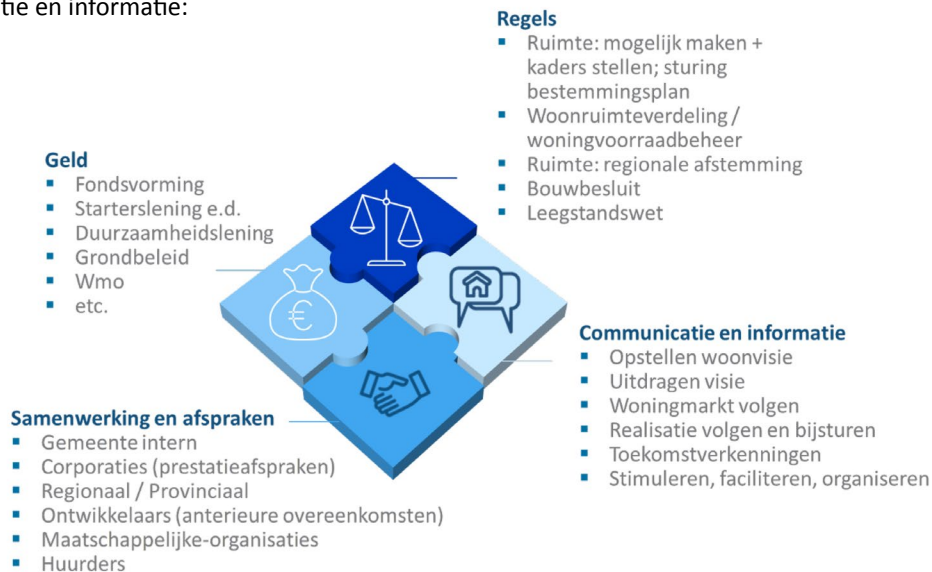 tie en informatie:
Regels
▪ Ruimte: mogelijk maken +
kaders stellen; sturing
bestemmingsplan
▪ Woonruimteverdeling /
woningvoorraadbeheer
▪ Ruimte: regionale afstemming
▪ Bouwbesluit
▪ Leegstandswet
Geld
▪ Fondsvorming
▪ Starterslening e.d.
▪ Duurzaamheidslening
▪ Grondbeleid
▪ Wmo
▪ etc.
€
Communicatie en informatie
▪ Opstellen woonvisie
▪ Uitdragen visie
▪ Woningmarkt volgen
▪ Realisatie volgen en bijsturen
▪ Toekomstverkenningen
▪ Stimuleren, faciliteren, organiseren
Samenwerking en afspraken
▪ Gemeente intern
▪ Corporaties (prestatieafspraken)
▪ Regionaal / Provinciaal
▪ Ontwikkelaars (anterieure overeenkomsten)
▪ Maatschappelijke-organisaties
▪ Huurders